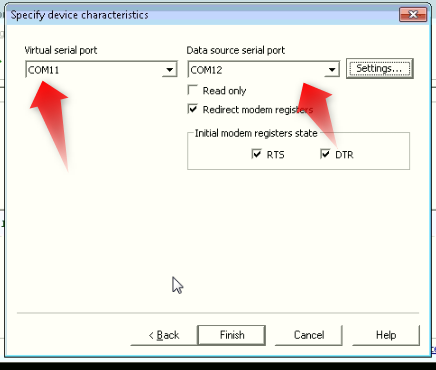 Specify device characteristics
Virtual serial port
Data source serial port
COM11
COM12
Settings...
Read only
Redirect modem registers
Initial modem registers state
RTS
DTR
< Back
Finish
Cancel
Help